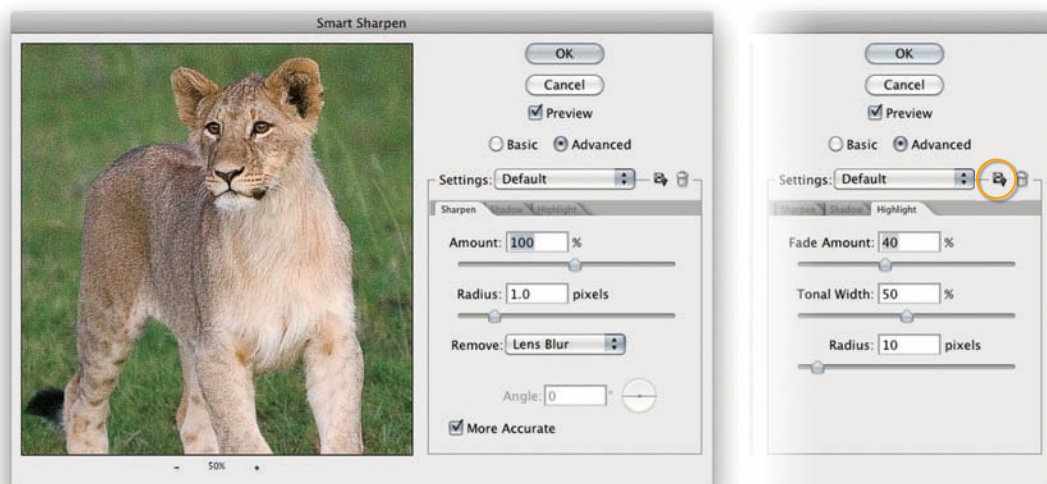 Smart Sharpen
OK
Cancel
Preview
Basic Advanced
Settings: Default
Sharpen Shadow Highlight
Amount: 100 %
Radius: 1.0 pixels
Remove: Lens Blur
Angle: 0 °
More Accurate
- 50% +
OK
Cancel
Preview
Basic Advanced
Settings: Default
Sharpen Shadow Highlight
Fade Amount: 40 %
Tonal Width: 50 %
Radius: 10 pixels